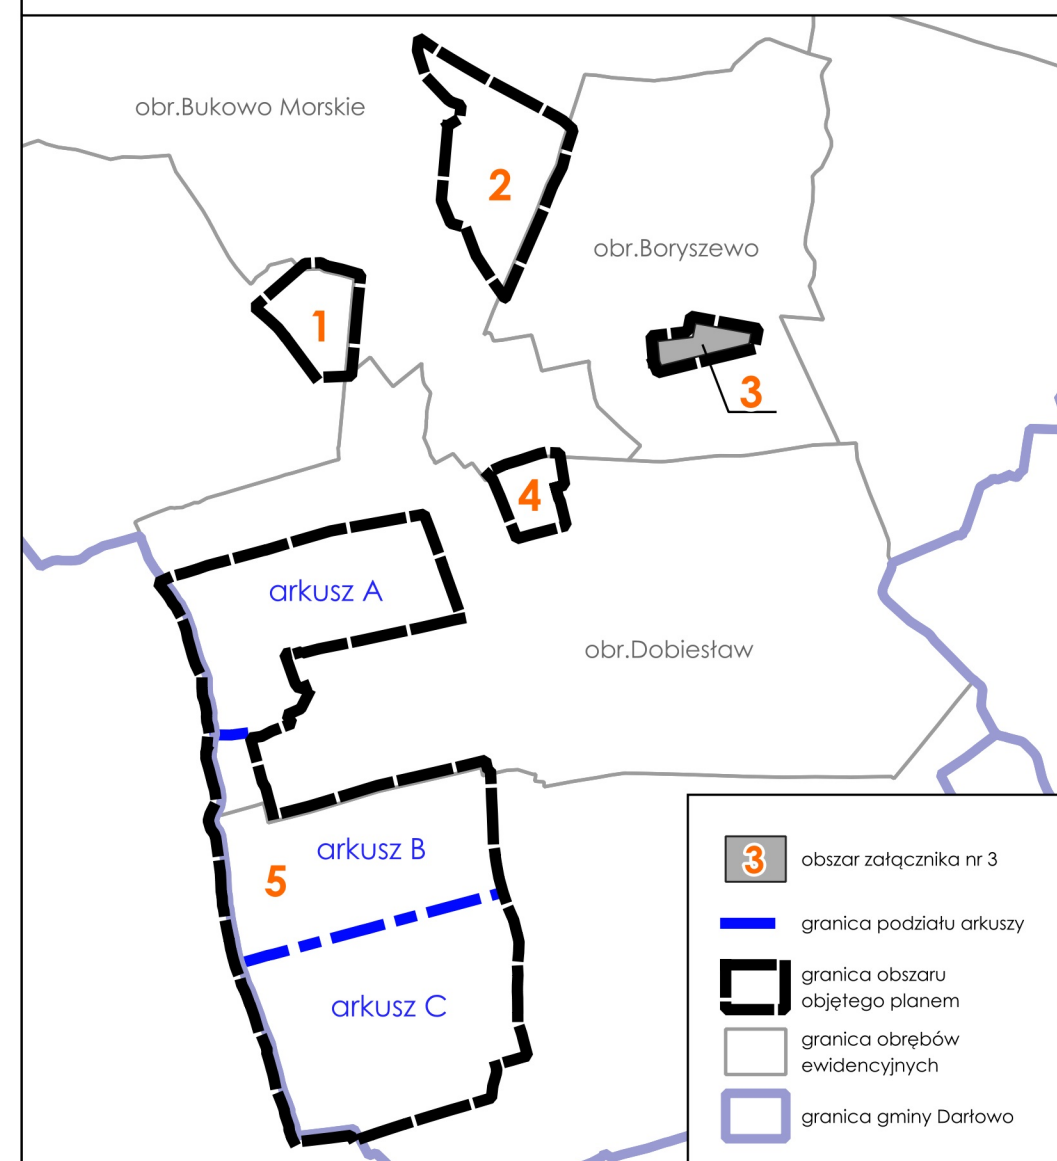 obr.Bukowo Morskie
2
obr.Boryszewo
1
3
4
arkusz A
obr.Dobiesław
arkusz B
5
arkusz C
3 obszar załącznika nr 3
granica podziału arkuszy
granica obszaru
objętego planem
granica obrębów
ewidencyjnych
granica gminy Darłowo